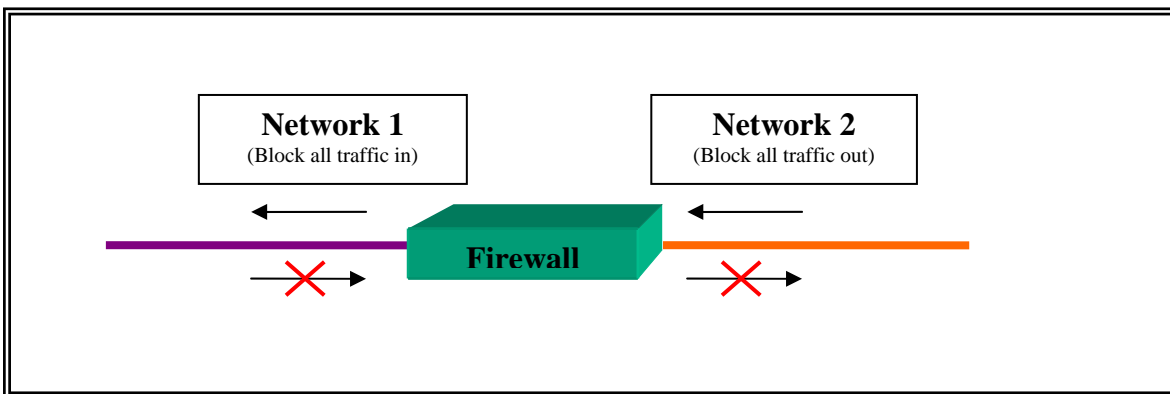 Network 1
(Block all traffic in)
Network 2
(Block all traffic out)
Firewall